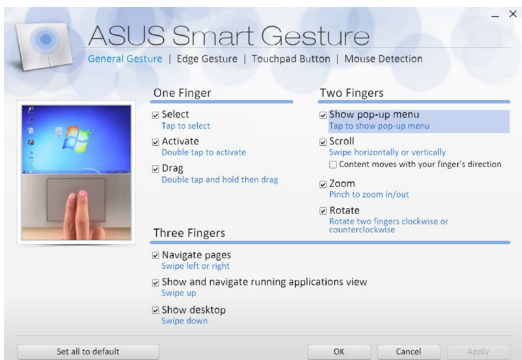 ASUS Smart Gesture
General Gesture | Edge Gesture | Touchpad Button | Mouse Detection
One Finger
Select
Tap to select
Activate
Double tap to activate
Drag
Double tap and hold then drag
Two Fingers
Show pop-up menu
Tap to show pop-up menu
Scroll
Swipe horizontally or vertically
Content moves with your finger's direction
Zoom
Pinch to zoom in/out
Rotate
Rotate two fingers clockwise or
counterclockwise
Three Fingers
Navigate pages
Swipe left or right
Show and navigate running applications view
Swipe up
Show desktop
Swipe down
Set all to default
OK
Cancel
Apply